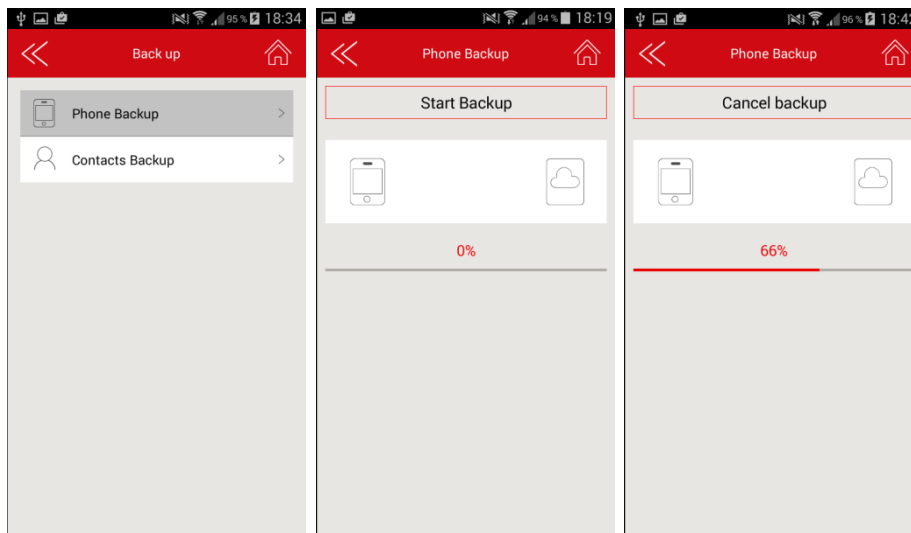 95 % 18:34
Back up
Phone Backup
Contacts Backup
94 % 18:19
Phone Backup
Start Backup
0%
96 % 18:42
Phone Backup
Cancel backup
66%